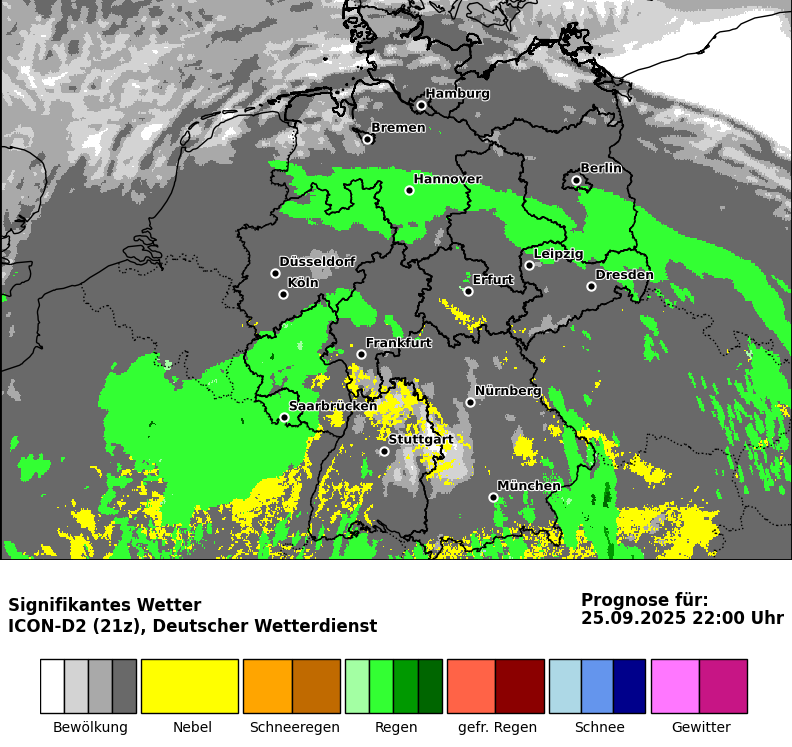 Hamburg
Bremen
Berlin
Hannover
Leipzig
Düsseldorf
Dresden
Köln
Erfurt
Frankfurt
Nürnberg
Saarbrücken
Stuttgart
München
Signifikantes Wetter
ICON-D2 (21z), Deutscher Wetterdienst
Prognose für:
25.09.2025 22:00 Uhr
Bewölkung Nebel Schneeregen Regen gefr. Regen Schnee Gewitter